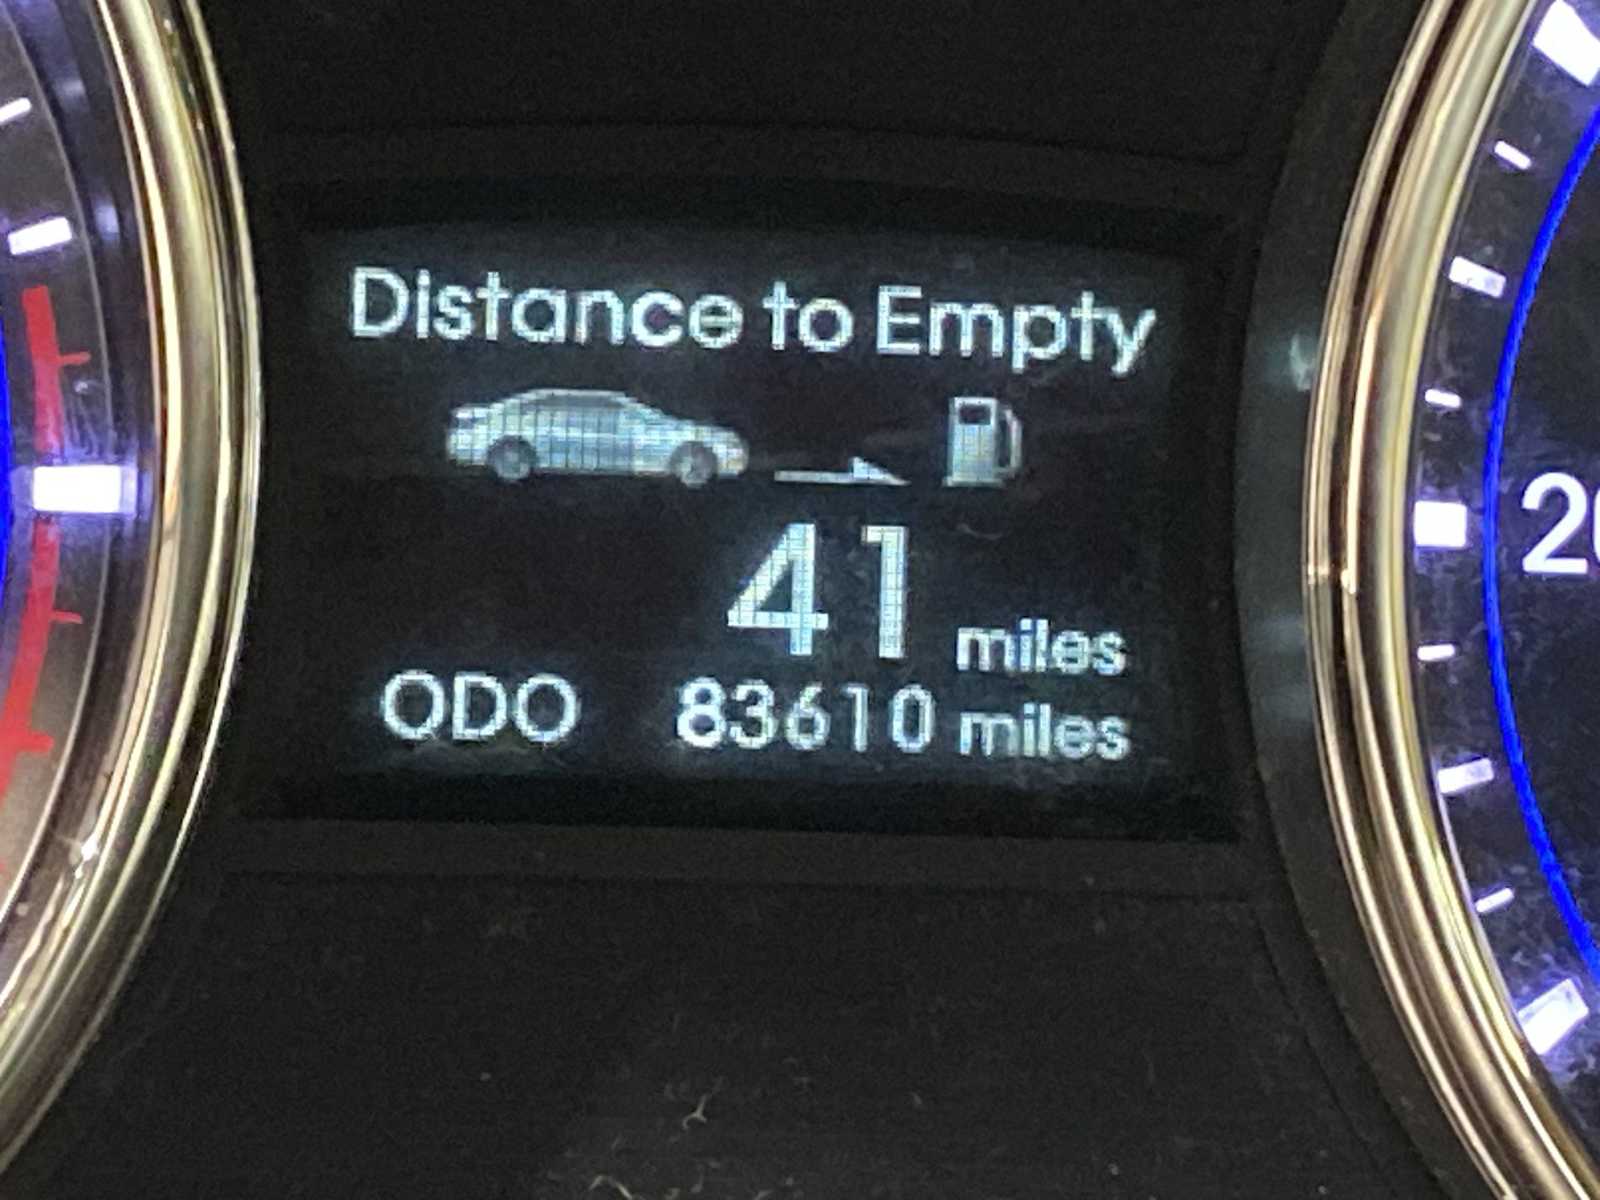 Distance to Empty
41 miles
ODO 83610 miles